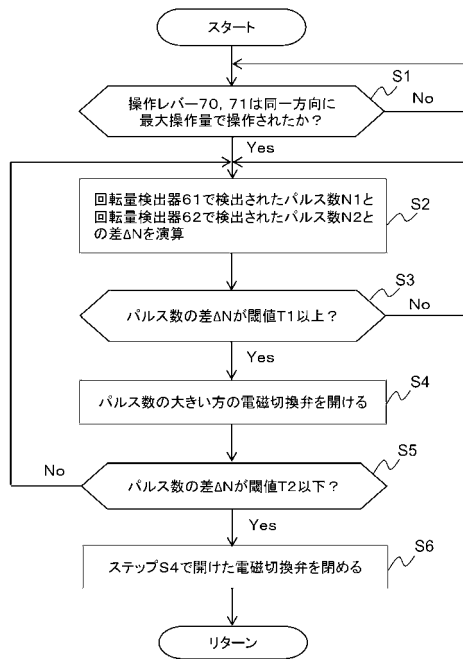 スタート
S1
操作レバー70, 71は同一方向に
最大操作量で操作されたか?
No
Yes
回転量検出器61で検出されたパルス数N1と
回転量検出器62で検出されたパルス数N2と
の差ΔNを演算
S2
S3
パルス数の差ΔNが閾値T1以上?
No
Yes
S4
パルス数の大きい方の電磁切換弁を開ける
No
S5
パルス数の差ΔNが閾値T2以下?
Yes
S6
ステップS4で開けた電磁切換弁を閉める
リターン